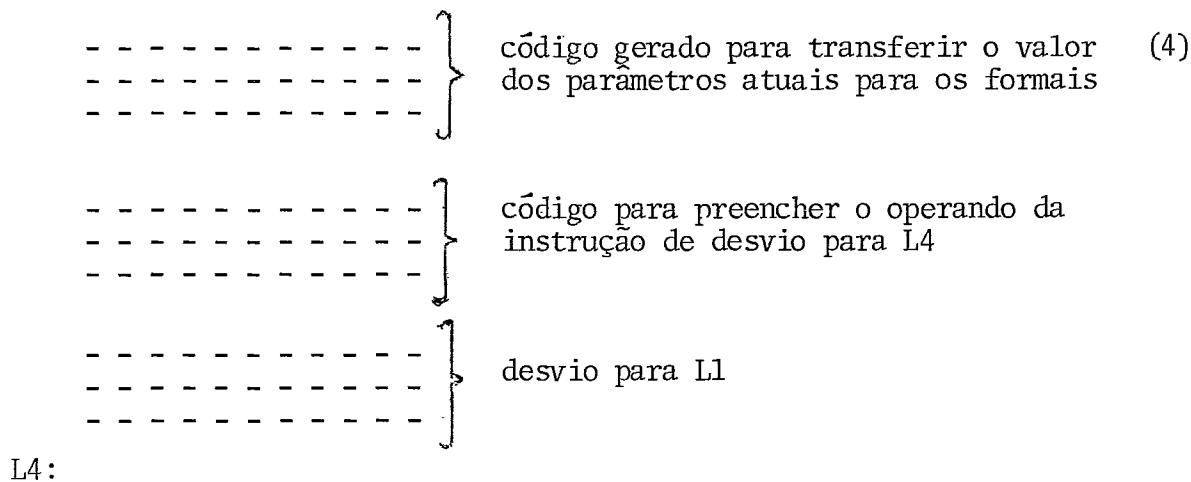 - - - - - - - - - - - código gerado para transferir o valor (4)
- - - - - - - - - - - dos parâmetros atuais para os formais
- - - - - - - - - - -
- - - - - - - - - - - código para preencher o operando da
- - - - - - - - - - - instrução de desvio para L4
- - - - - - - - - - -
- - - - - - - - - - - desvio para L1
- - - - - - - - - - -
- - - - - - - - - - -
L4: